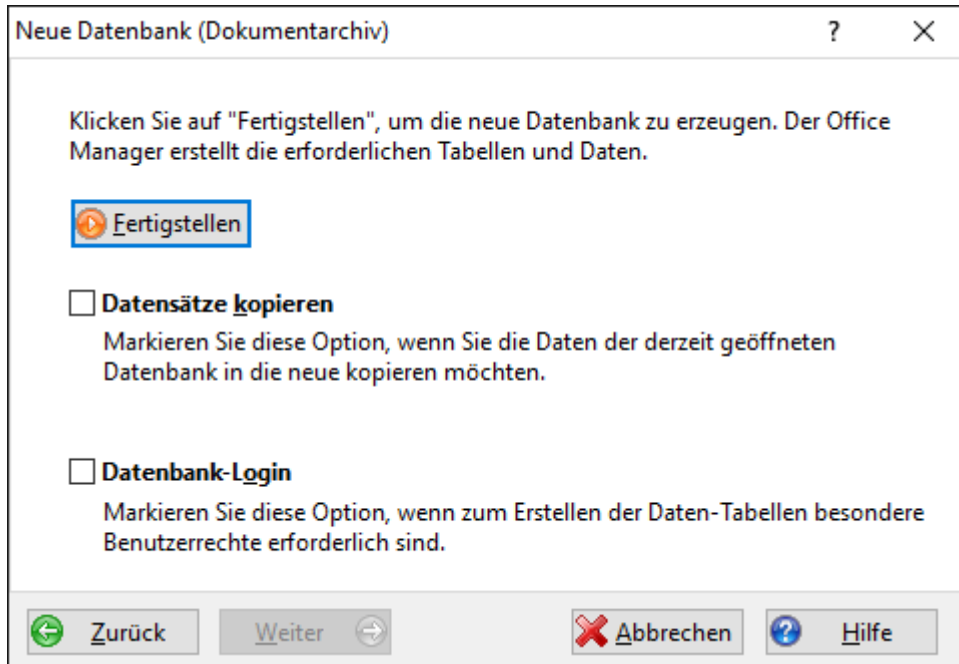 Neue Datenbank (Dokumentarchiv) ?
Klicken Sie auf "Fertigstellen", um die neue Datenbank zu erzeugen. Der Office
Manager erstellt die erforderlichen Tabellen und Daten.
Fertigstellen
Datensätze kopieren
Markieren Sie diese Option, wenn Sie die Daten der derzeit geöffneten
Datenbank in die neue kopieren möchten.
Datenbank-Login
Markieren Sie diese Option, wenn zum Erstellen der Daten-Tabellen besondere
Benutzerrechte erforderlich sind.
Zurück Weiter Abbrechen Hilfe